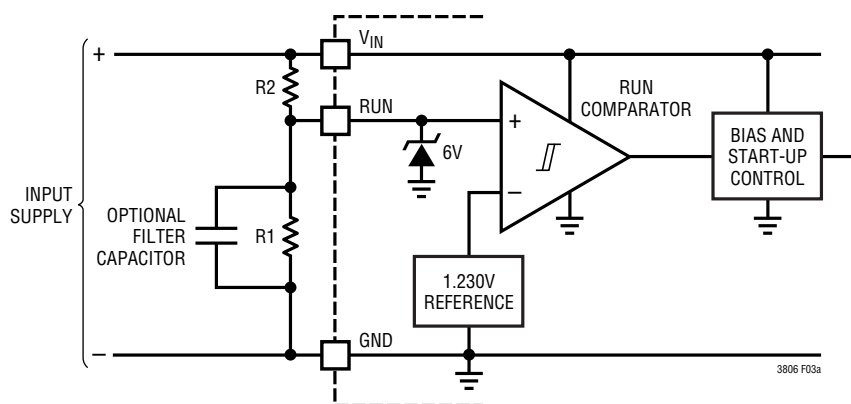 +
V_IN
R2
RUN
RUN
COMPARATOR
6V
+
−
BIAS AND
START-UP
CONTROL
INPUT
SUPPLY
OPTIONAL
FILTER
CAPACITOR
R1
1.230V
REFERENCE
−
GND
3806 F03a